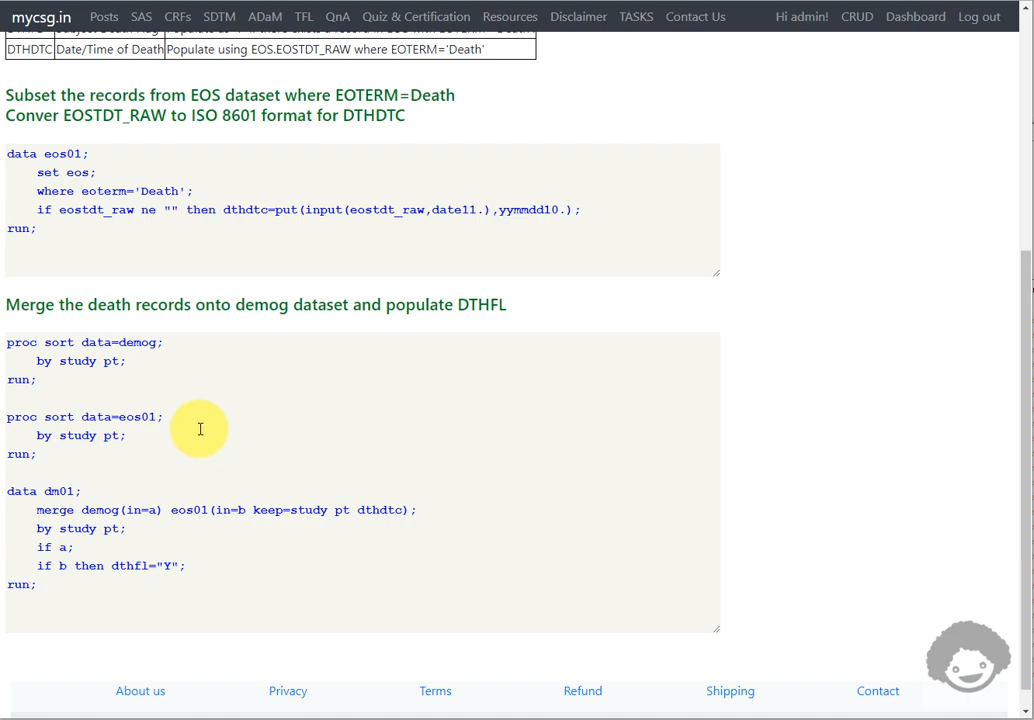 mycsg.in Posts SAS CRFs SDTM ADaM TFL QnA Quiz & Certification Resources Disclaimer TASKS Contact Us Hi admin! CRUD Dashboard Log out
DTHDTC Date/Time of Death Populate using EOS.EOSTDT_RAW where EOTERM='Death'
Subset the records from EOS dataset where EOTERM=Death
Conver EOSTDT_RAW to ISO 8601 format for DTHDTC
data eos01;
set eos;
where eoterm='Death';
if eostdt_raw ne "" then dthdtc=put(input(eostdt_raw,date11.),yymmdd10.);
run;
Merge the death records onto demog dataset and populate DTHFL
proc sort data=demog;
by study pt;
run;
proc sort data=eos01;
by study pt;
run;
data dm01;
merge demog(in=a) eos01(in=b keep=study pt dthdtc);
by study pt;
if a;
if b then dthfl="Y";
run;
About us Privacy Terms Refund Shipping Contact